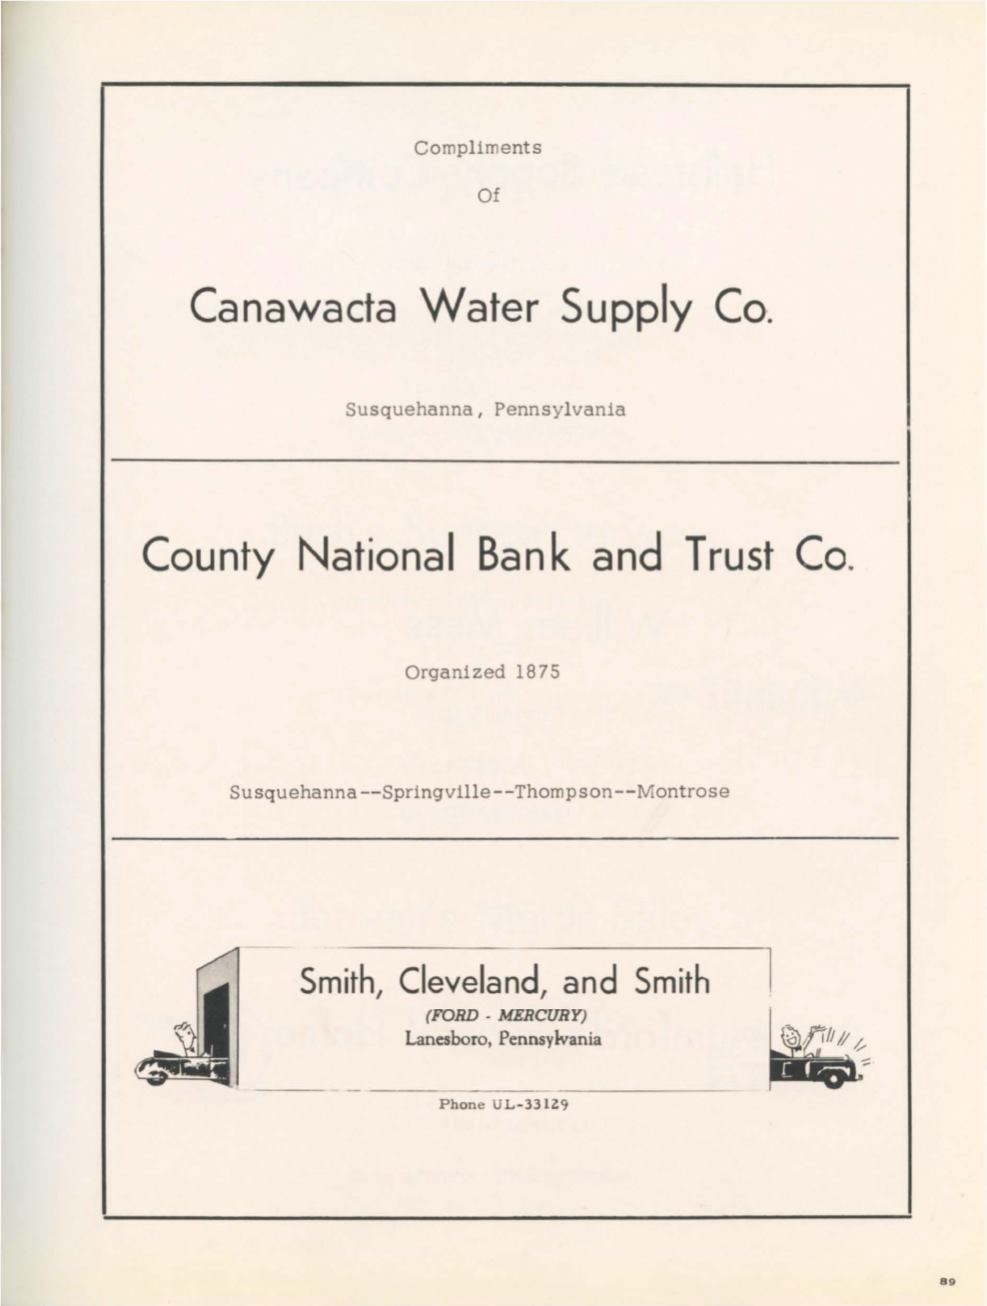 Compliments
Of
Canawacta Water Supply Co.
Susquehanna, Pennsylvania
County National Bank and Trust Co.
Organized 1875
Susquehanna--Springville--Thompson--Montrose
Smith, Cleveland, and Smith
(FORD - MERCURY)
Lanesboro, Pennsylvania
Phone UL-33129
89